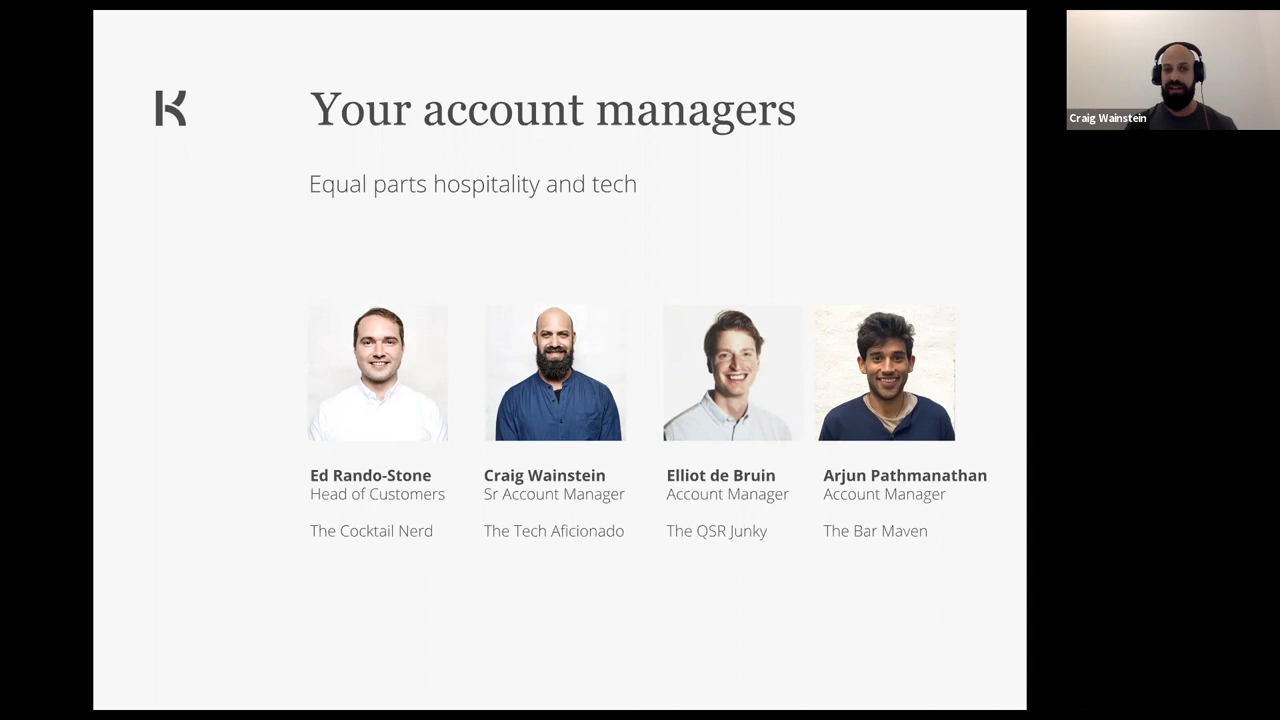 Your account managers
Equal parts hospitality and tech
Ed Rando-Stone
Head of Customers
The Cocktail Nerd
Craig Wainstein
Sr Account Manager
The Tech Aficionado
Elliot de Bruin
Account Manager
The QSR Junky
Arjun Pathmanathan
Account Manager
The Bar Maven
Craig Wainstein